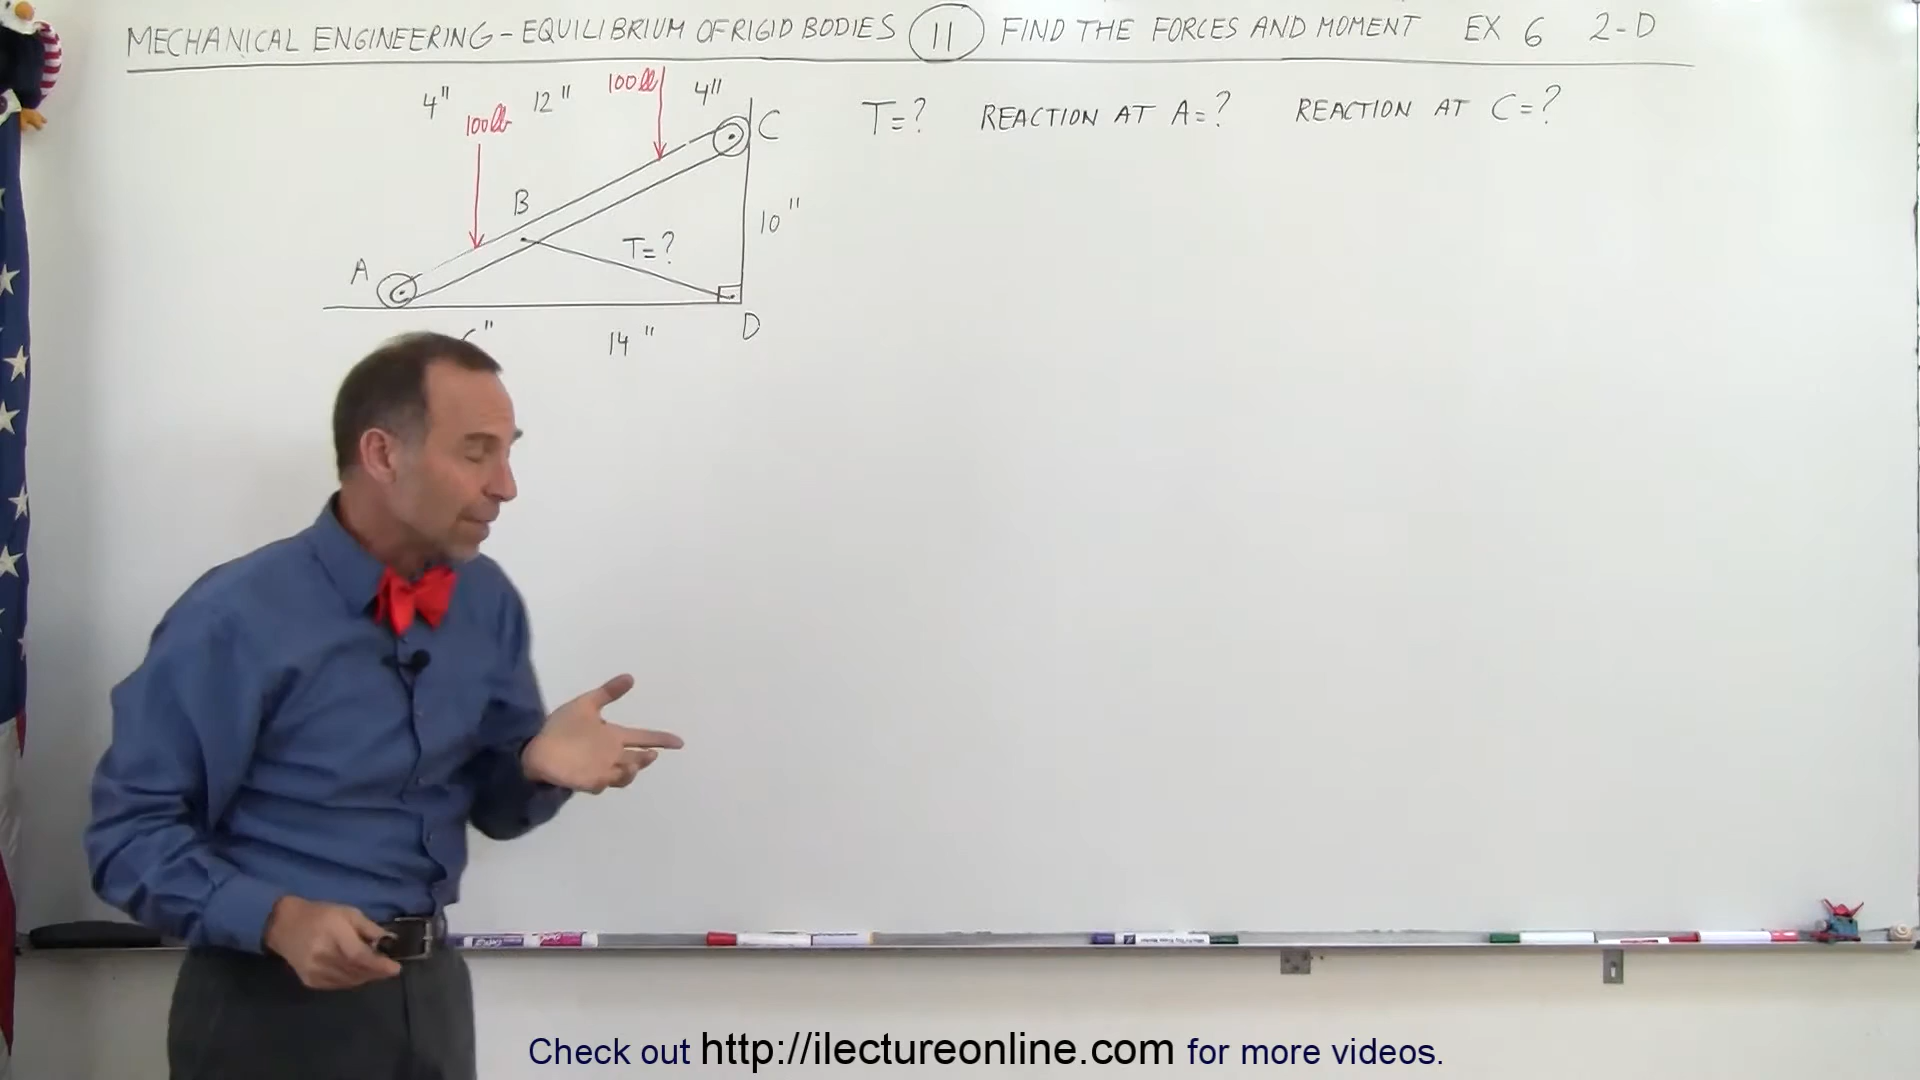 MECHANICAL ENGINEERING - EQUILIBRIUM OF RIGID BODIES 11 FIND THE FORCES AND MOMENT EX 6 2-D
4" 12" 100lb 4"
100lb
T=? REACTION AT A=? REACTION AT C=?
C
B
10"
T=?
A
14"
D
Check out http://ilectureonline.com for more videos.